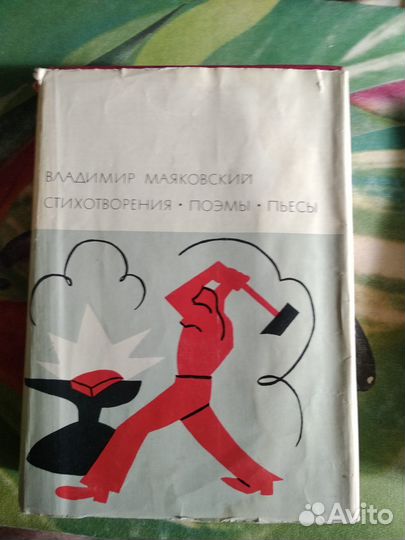 ВЛАДИМИР МАЯКОВСКИЙ
СТИХОТВОРЕНИЯ • ПОЭМЫ • ПЬЕСЫ
Avito